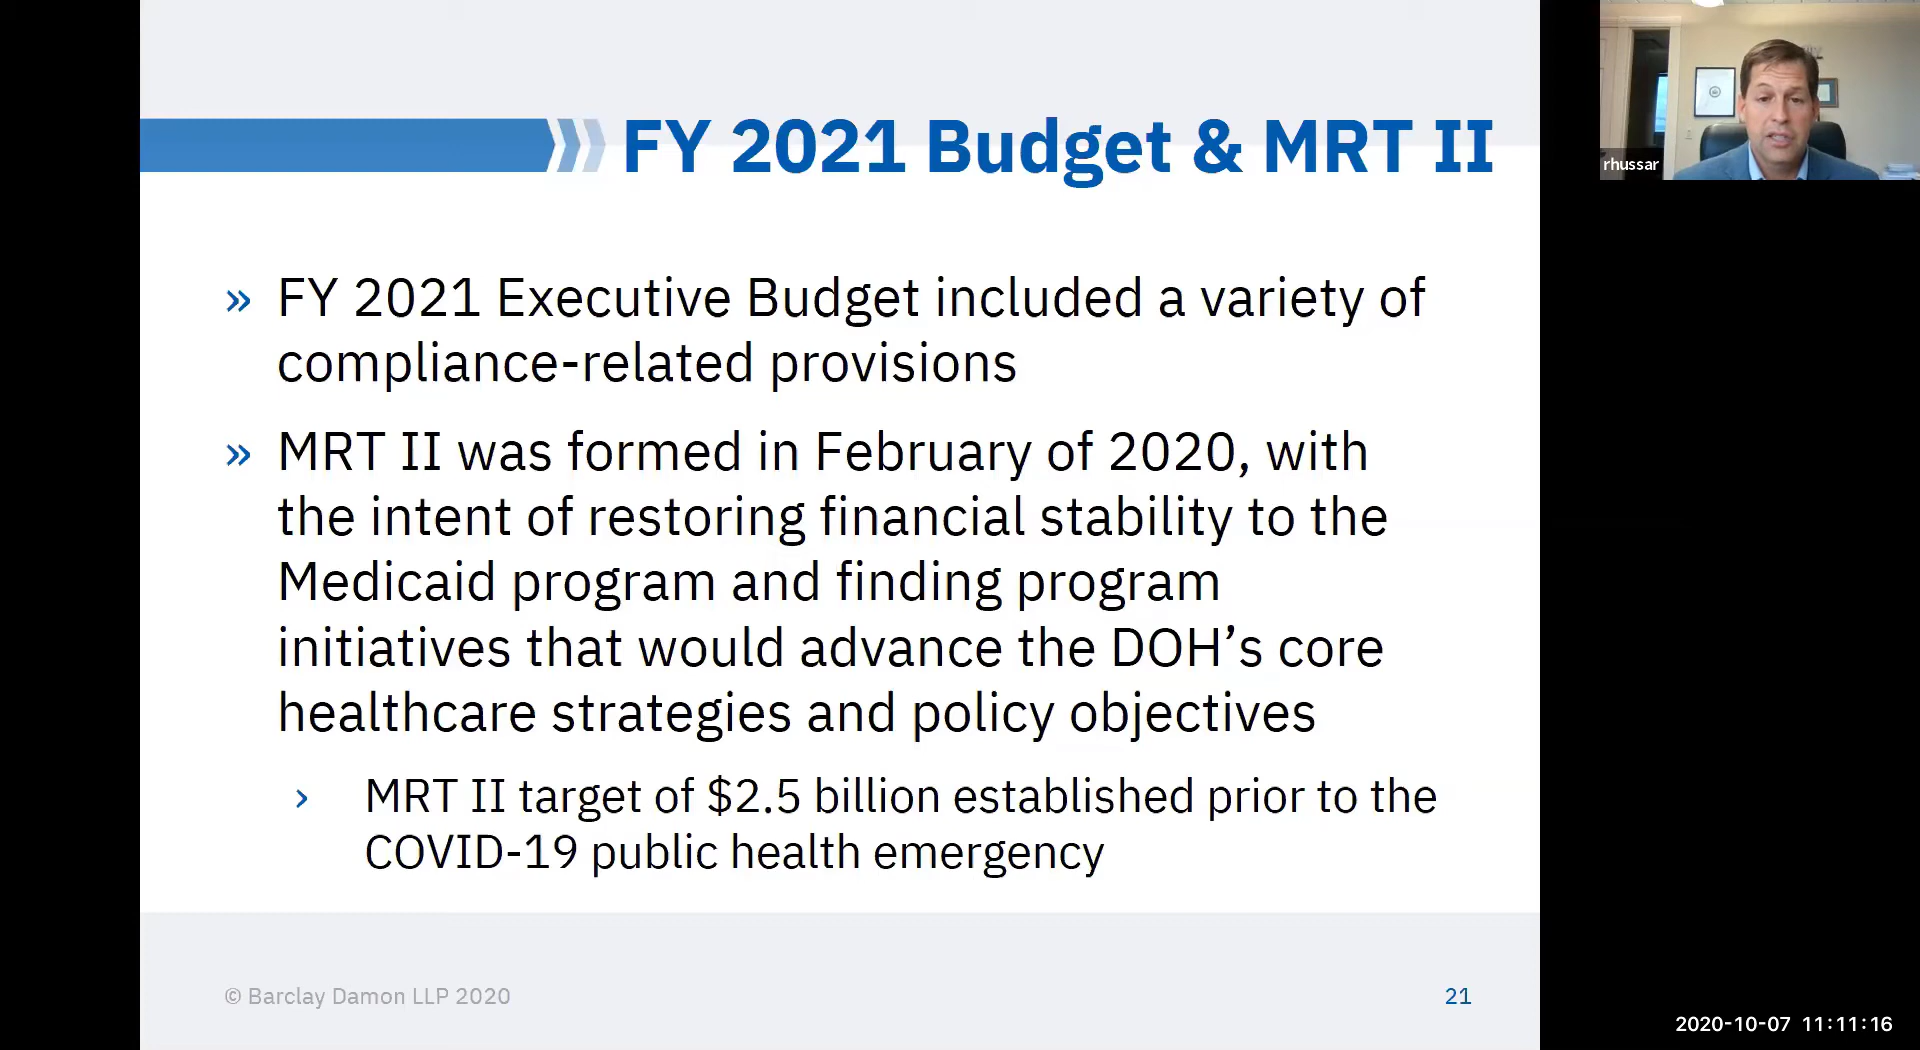 FY 2021 Budget & MRT II
» FY 2021 Executive Budget included a variety of
compliance-related provisions
» MRT II was formed in February of 2020, with
the intent of restoring financial stability to the
Medicaid program and finding program
initiatives that would advance the DOH’s core
healthcare strategies and policy objectives
› MRT II target of $2.5 billion established prior to the
COVID-19 public health emergency
© Barclay Damon LLP 2020
21
rhussar
2020-10-07 11:11:16